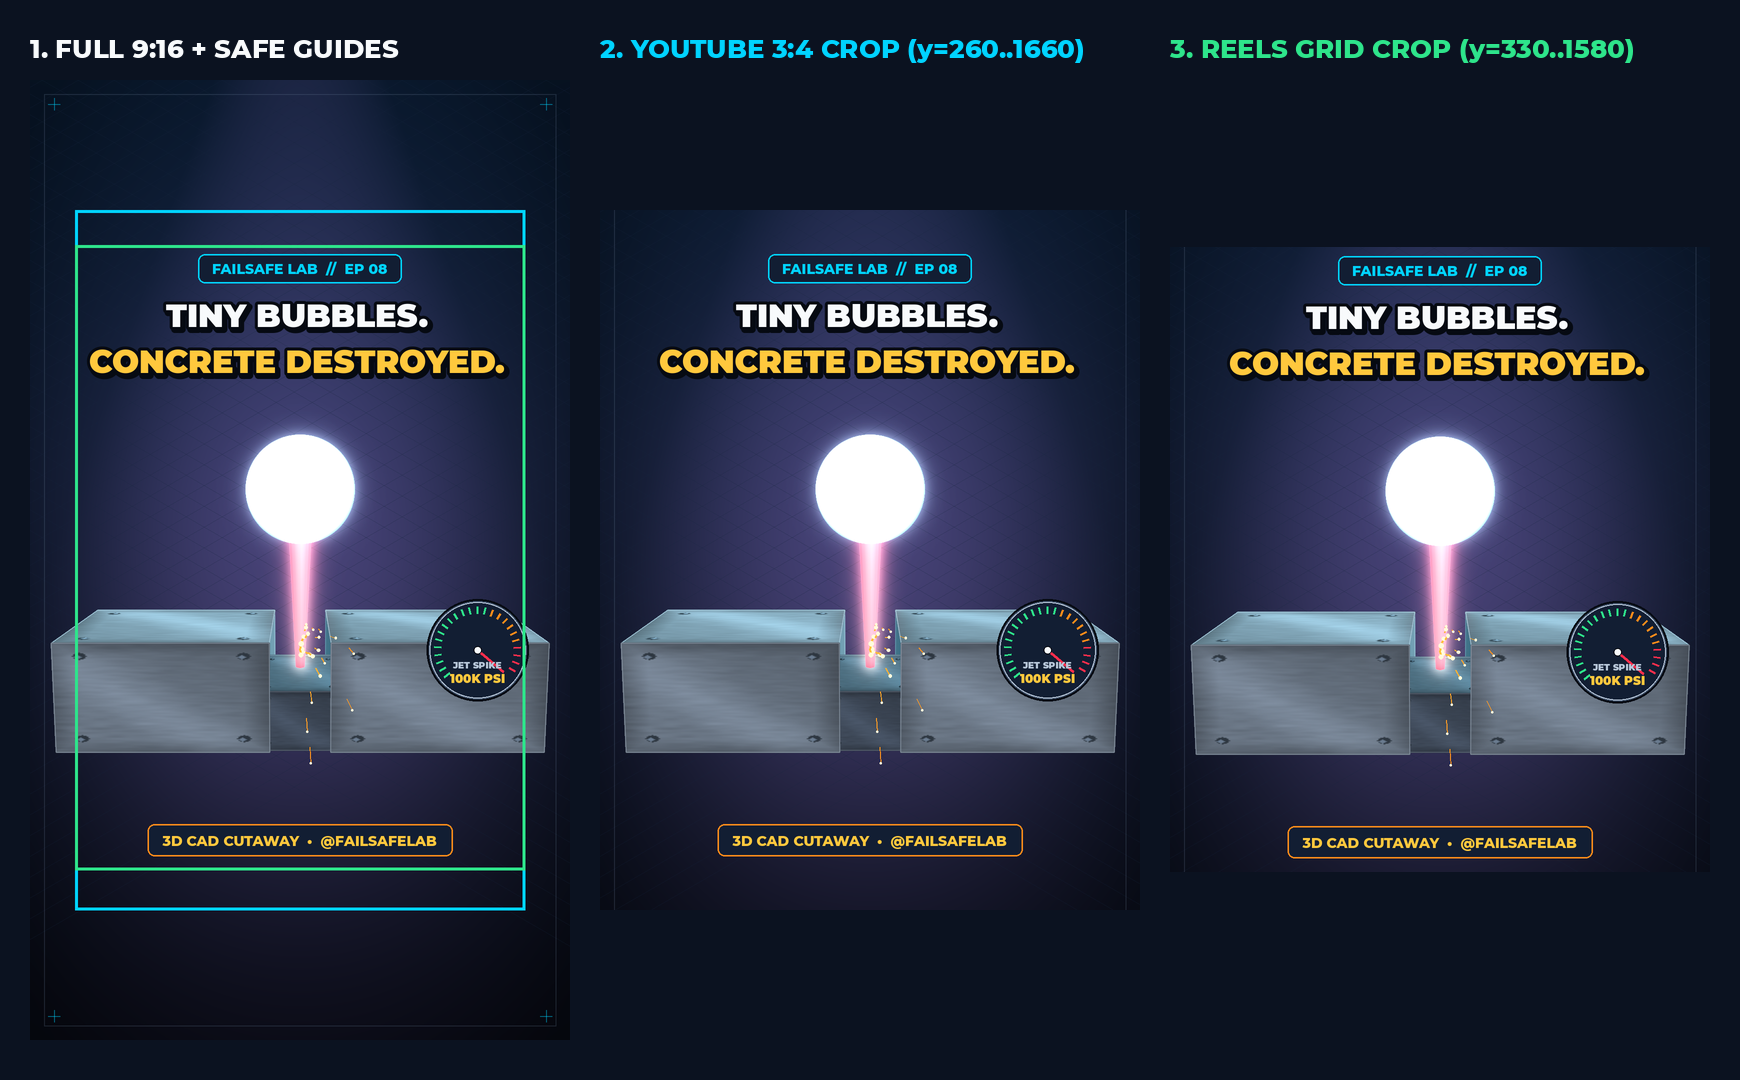 1. FULL 9:16 + SAFE GUIDES
FAILSAFE LAB // EP 08
TINY BUBBLES.
CONCRETE DESTROYED.
JET SPIKE
100K PSI
3D CAD CUTAWAY • @FAILSAFELAB
2. YOUTUBE 3:4 CROP (y=260..1660)
FAILSAFE LAB // EP 08
TINY BUBBLES.
CONCRETE DESTROYED.
JET SPIKE
100K PSI
3D CAD CUTAWAY • @FAILSAFELAB
3. REELS GRID CROP (y=330..1580)
FAILSAFE LAB // EP 08
TINY BUBBLES.
CONCRETE DESTROYED.
JET SPIKE
100K PSI
3D CAD CUTAWAY • @FAILSAFELAB